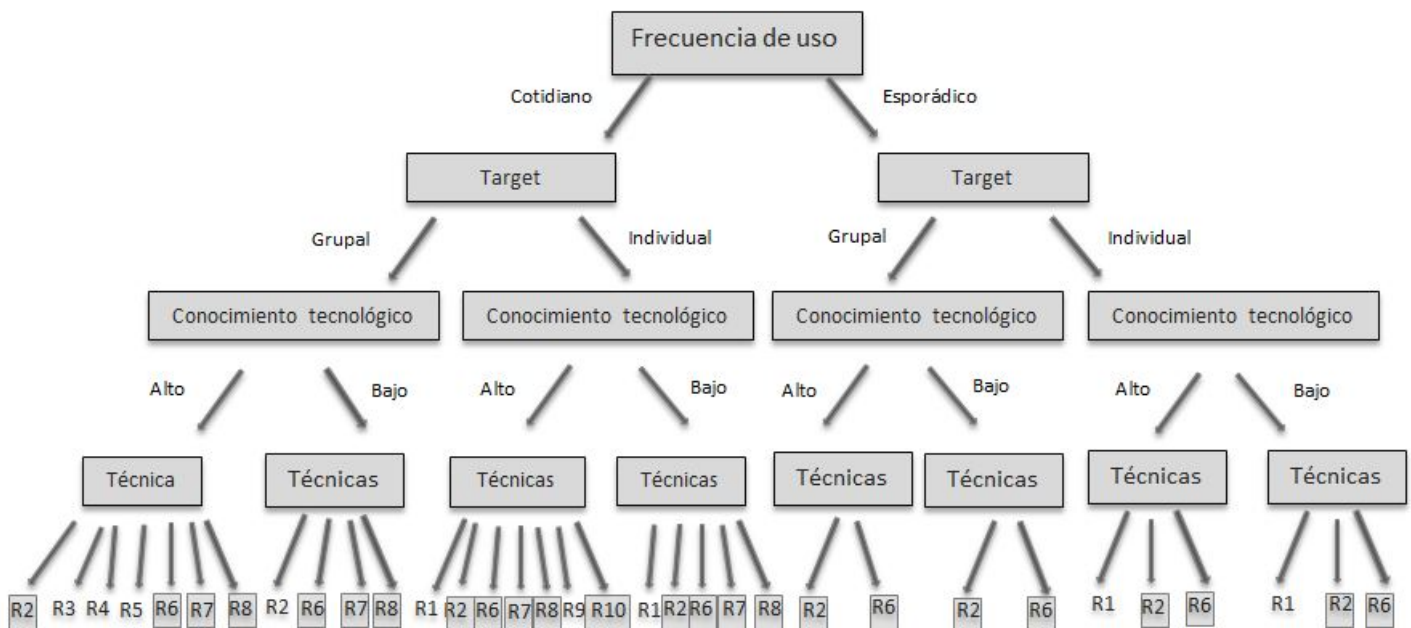 Frecuencia de uso
Cotidiano Esporádico
Target Target
Grupal Individual Grupal Individual
Conocimiento tecnológico Conocimiento tecnológico Conocimiento tecnológico Conocimiento tecnológico
Alto Bajo Alto Bajo Alto Bajo Alto Bajo
Técnica Técnicas Técnicas Técnicas Técnicas Técnicas Técnicas Técnicas
R2 R3 R4 R5 R6 R7 R8 R2 R6 R7 R8 R1 R2 R6 R7 R8 R9 R10 R1 R2 R6 R7 R8 R2 R6 R2 R6 R1 R2 R6 R1 R2 R6